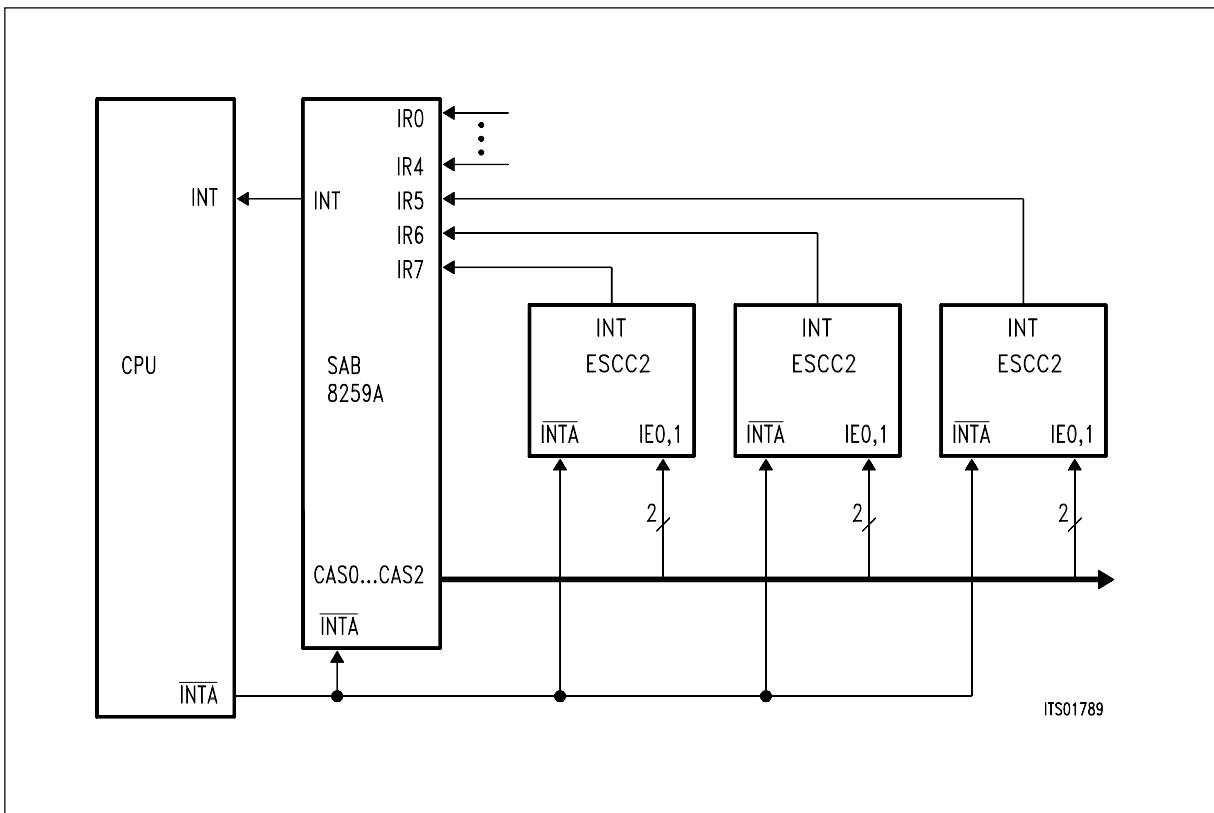 IR0
IR4
INT
INT
IR5
IR6
IR7
INT
INT
INT
CPU
SAB
8259A
ESCC2
ESCC2
ESCC2
INTA
IE0,1
INTA
IE0,1
INTA
IE0,1
2
2
2
CAS0...CAS2
INTA
INTA
ITS01789